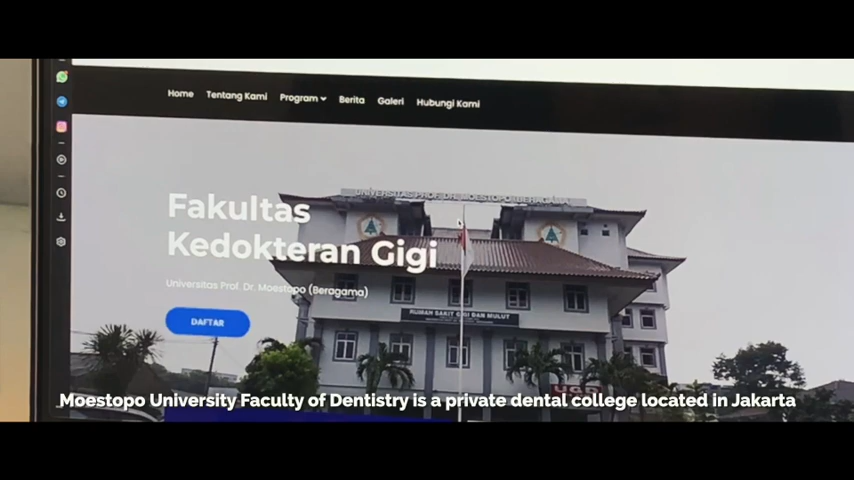 Home Tentang Kami Program Berita Galeri Hubungi Kami
UNIVERSITAS PROF. DR. MOESTOPO (BERAGAMA)
Fakultas
Kedokteran Gigi
Universitas Prof. Dr. Moestopo (Beragama)
RUMAH SAKIT GIGI DAN MULUT
DAFTAR
UGD
Moestopo University Faculty of Dentistry is a private dental college located in Jakarta